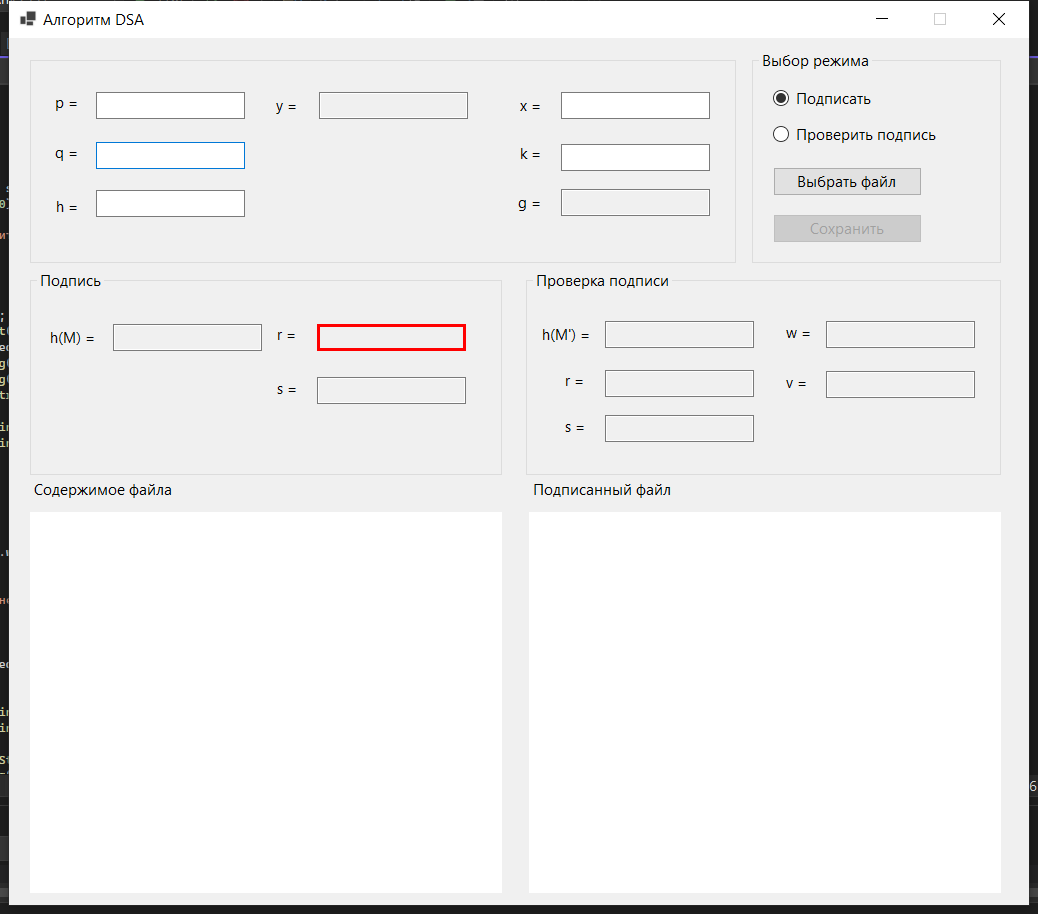 Алгоритм DSA
p =
y =
x =
q =
k =
h =
g =
Выбор режима
Подписать
Проверить подпись
Выбрать файл
Сохранить
Подпись
h(M) =
r =
s =
Проверка подписи
h(M') =
w =
r =
v =
s =
Содержимое файла
Подписанный файл